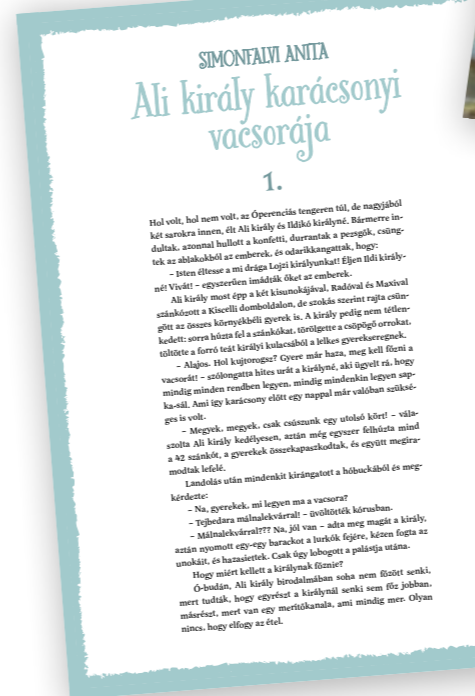 SIMONFALVI ANITA
Ali király karácsonyi
vacsorája
1.
Hol volt, hol nem volt, az Óperenciás tengeren túl, de nagyjából
két sarokra innen, élt Ali király és Ildikó királyné. Bármerre in-
dultak, azonnal hullott a konfetti, durrantak a pezsgők, csüng-
tek az ablakokból az emberek, és odarikkangattak, hogy:
– Isten éltesse a mi drága Lojzi királyunkat! Éljen Ildi király-
né! Vivát! – egyszerűen imádták őket az emberek.
Ali király most épp a két kisunokájával, Radóval és Maxival
szánkózott a Kiscelli domboldalon, de szokás szerint rajta csün-
gött az összes környékbéli gyerek is. A király pedig nem tétlen-
kedett: sorra húzta fel a szánkókat, törölgette a csöpögő orrokat,
töltötte a forró teát királyi kulacsából a lelkes gyerekseregnek.
– Alajos. Hol kujtorogsz? Gyere már haza, meg kell főzni a
vacsorát! – szólongatta hites urát a királyné, aki ügyelt rá, hogy
mindig minden rendben legyen, mindig mindenkin legyen sap-
ka-sál. Ami így karácsony előtt egy nappal már valóban szüksé-
ges is volt.
– Megyek, megyek, csak csúszunk egy utolsó kört! – vála-
szolta Ali király kedélyesen, aztán még egyszer felhúzta mind
a 42 szánkót, a gyerekek összekapaszkodtak, és együtt megira-
modtak lefelé.
Landolás után mindenkit kirángatott a hóbuckából és meg-
kérdezte:
– Na, gyerekek, mi legyen ma a vacsora?
– Tejbedara málnalekvárral! – üvöltötték kórusban.
– Málnalekvárral??? Na, jól van – adta meg magát a király,
aztán nyomott egy-egy barackot a lurkók fejére, kézen fogta az
unokáit, és hazasiettek. Csak úgy lobogott a palástja utána.
Hogy miért kellett a királynak főznie?
Ó-budán, Ali király birodalmában soha nem főzött senki,
mert tudták, hogy egyrészt a királynál senki sem főz jobban,
másrészt, mert van egy merítőkanala, ami mindig mer. Olyan
nincs, hogy elfogy az étel.